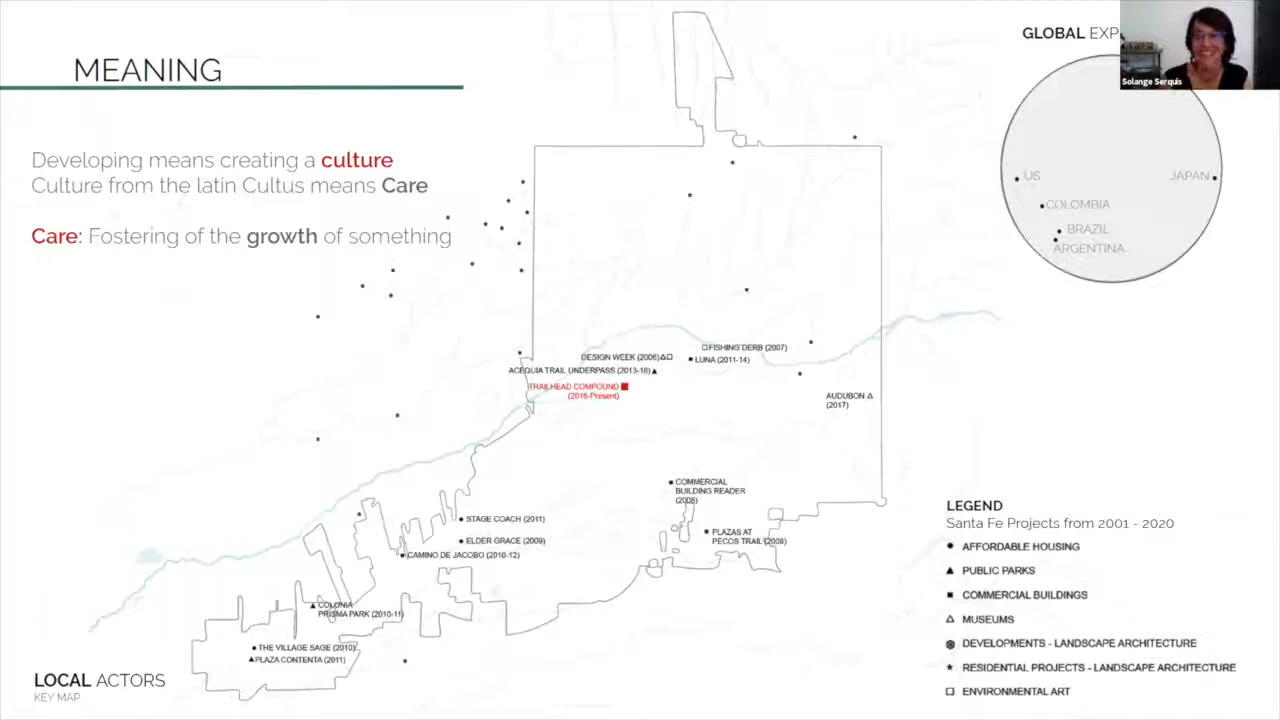 MEANING
Developing means creating a culture
Culture from the latin Cultus means Care
Care: Fostering of the growth of something
GLOBAL EXP
Solange Serquis
US
JAPAN
COLOMBIA
BRAZIL
ARGENTINA
FISHING DERB (2007)
DESIGN WEEK (2006)
LUNA (2011-14)
ACEQUIA TRAIL UNDERPASS (2013-18)
TRAILHEAD COMPOUND
(2016-Present)
AUDUBON
(2017)
COMMERCIAL
BUILDING READER
(2006)
STAGE COACH (2011)
PLAZAS AT
PECOS TRAIL (2008)
ELDER GRACE (2009)
CAMINO DE JACOBO (2010-12)
COLONIA
PRISMA PARK (2010-11)
THE VILLAGE SAGE (2010)
PLAZA CONTENTA (2011)
LOCAL ACTORS
KEY MAP
LEGEND
Santa Fe Projects from 2001 - 2020
AFFORDABLE HOUSING
PUBLIC PARKS
COMMERCIAL BUILDINGS
MUSEUMS
DEVELOPMENTS - LANDSCAPE ARCHITECTURE
RESIDENTIAL PROJECTS - LANDSCAPE ARCHITECTURE
ENVIRONMENTAL ART